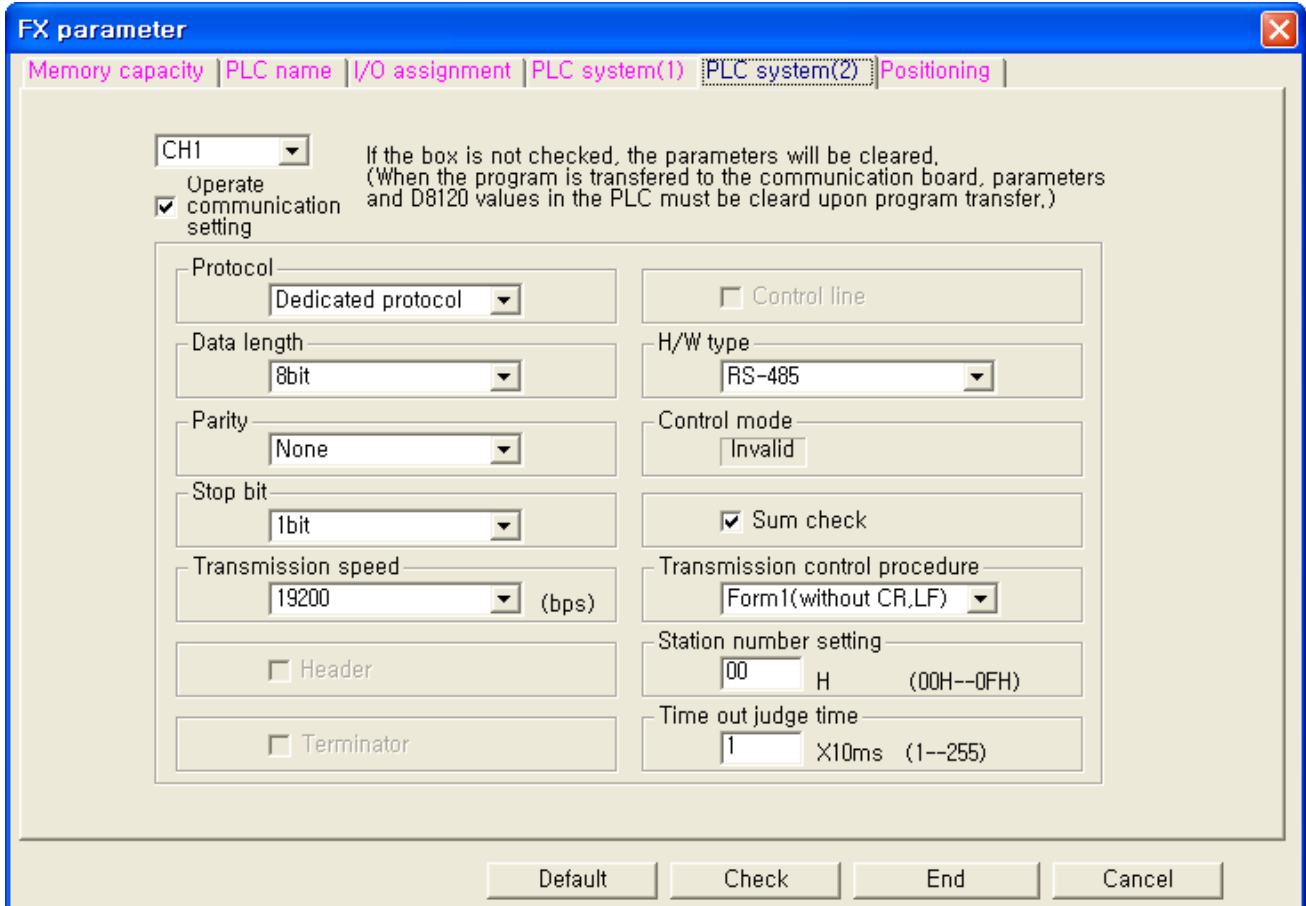 FX parameter
Memory capacity PLC name I/O assignment PLC system(1) PLC system(2) Positioning
CH1
If the box is not checked, the parameters will be cleared.
(When the program is transfered to the communication board, parameters
and D8120 values in the PLC must be cleard upon program transfer.)
Operate
communication
setting
Protocol
Dedicated protocol
Control line
Data length
8bit
H/W type
RS-485
Parity
None
Control mode
Invalid
Stop bit
1bit
Sum check
Transmission speed
19200 (bps)
Transmission control procedure
Form1(without CR,LF)
Header
Station number setting
00 H (00H--0FH)
Terminator
Time out judge time
1 X10ms (1--255)
Default Check End Cancel